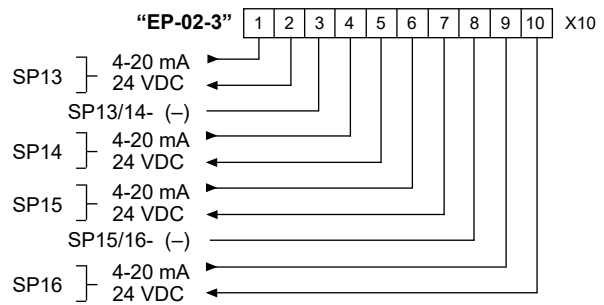 “EP-02-3” 1 2 3 4 5 6 7 8 9 10 X10
4-20 mA
SP13
24 VDC
SP13/14- (–)
4-20 mA
SP14
24 VDC
4-20 mA
SP15
24 VDC
SP15/16- (–)
4-20 mA
SP16
24 VDC